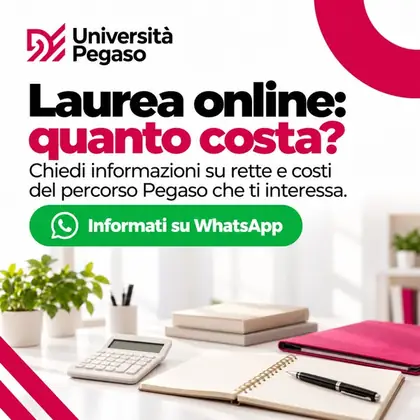 Università
Pegaso
Laurea online:
quanto costa?
Chiedi informazioni su rette e costi
del percorso Pegaso che ti interessa.
Informati su WhatsApp